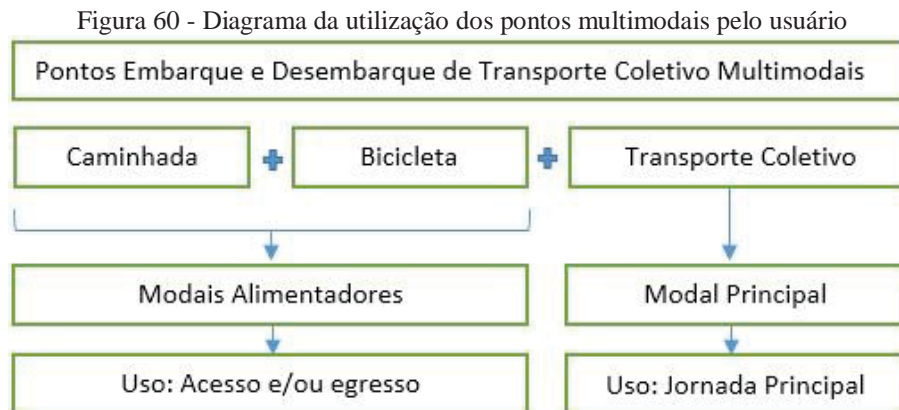 Figura 60 - Diagrama da utilização dos pontos multimodais pelo usuário
Pontos Embarque e Desembarque de Transporte Coletivo Multimodais
Caminhada
Bicicleta
Transporte Coletivo
Modais Alimentadores
Modal Principal
Uso: Acesso e/ou egresso
Uso: Jornada Principal